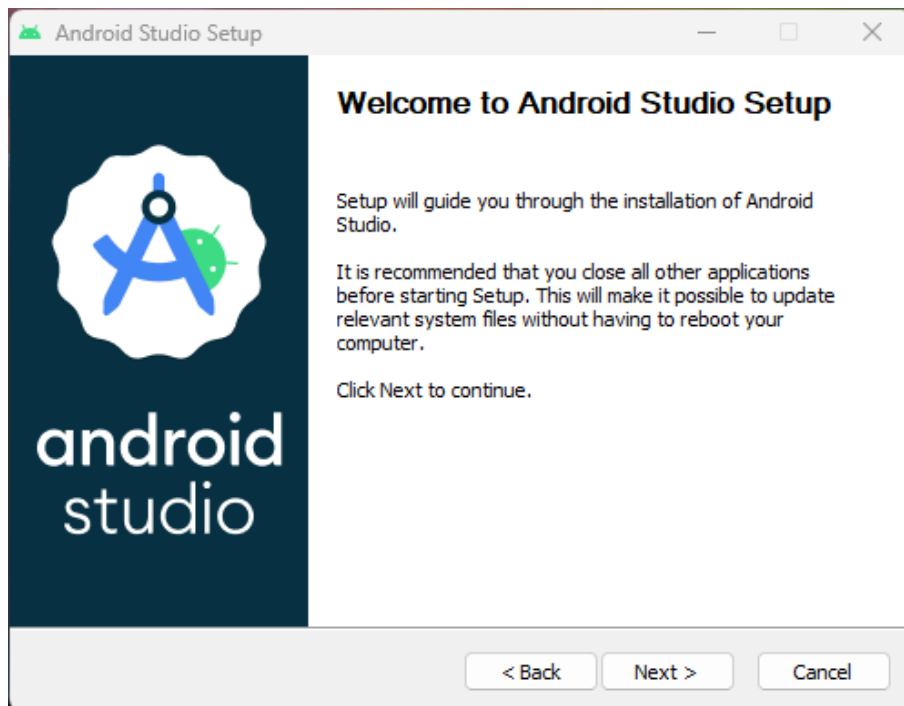 Android Studio Setup
Welcome to Android Studio Setup
Setup will guide you through the installation of Android
Studio.
It is recommended that you close all other applications
before starting Setup. This will make it possible to update
relevant system files without having to reboot your
computer.
Click Next to continue.
android
studio
< Back Next > Cancel